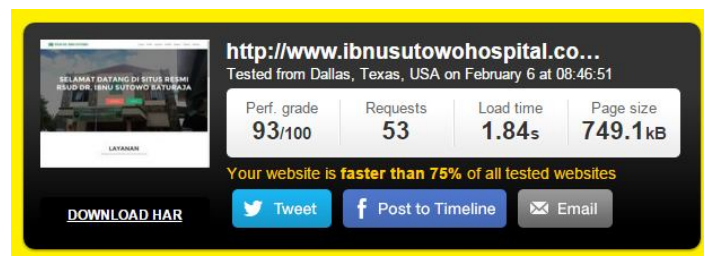 SELAMAT DATANG DI SITUS RESMI
RSUD DR. IBNU SUTOWO BATURAJA
LAYANAN
DOWNLOAD HAR
http://www.ibnusutowohospital.co...
Tested from Dallas, Texas, USA on February 6 at 08:46:51
Perf. grade Requests Load time Page size
93/100 53 1.84s 749.1kB
Your website is faster than 75% of all tested websites
Tweet Post to Timeline Email